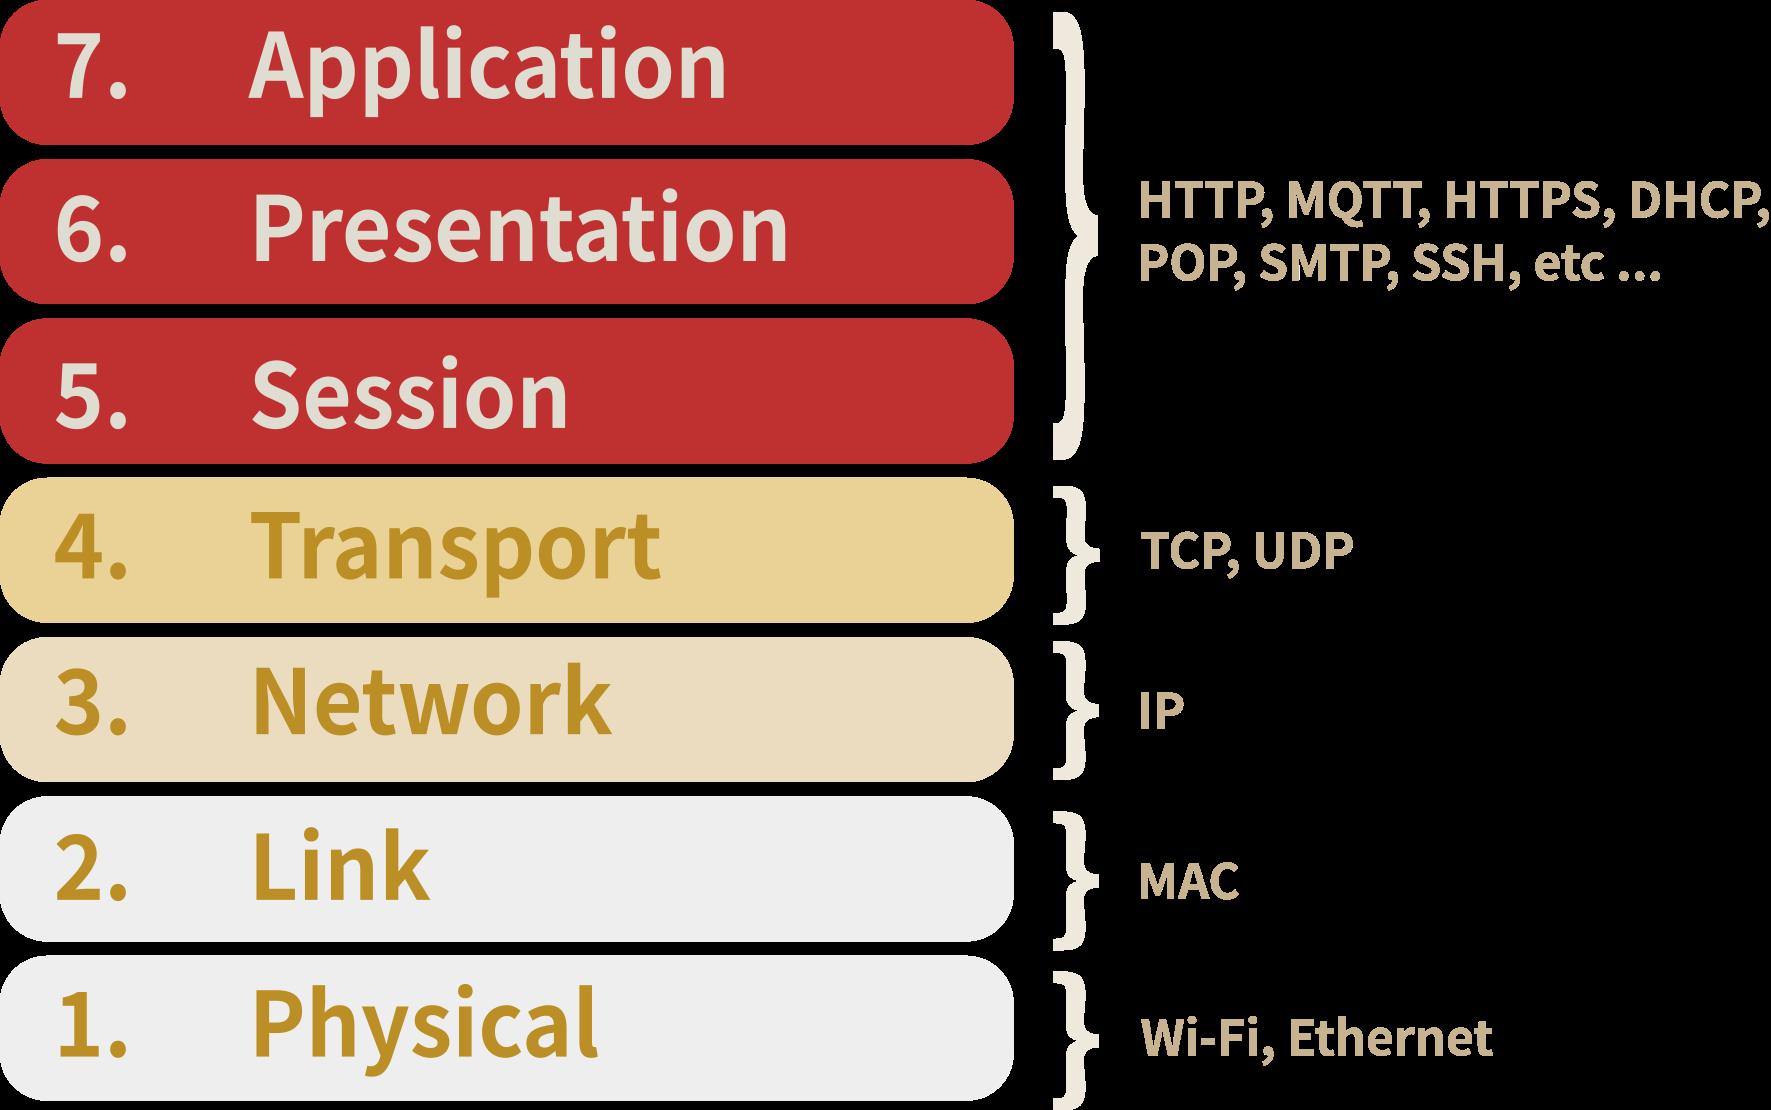 7. Application
6. Presentation
5. Session
HTTP, MQTT, HTTPS, DHCP,
POP, SMTP, SSH, etc ...
4. Transport
TCP, UDP
3. Network
IP
2. Link
MAC
1. Physical
Wi-Fi, Ethernet